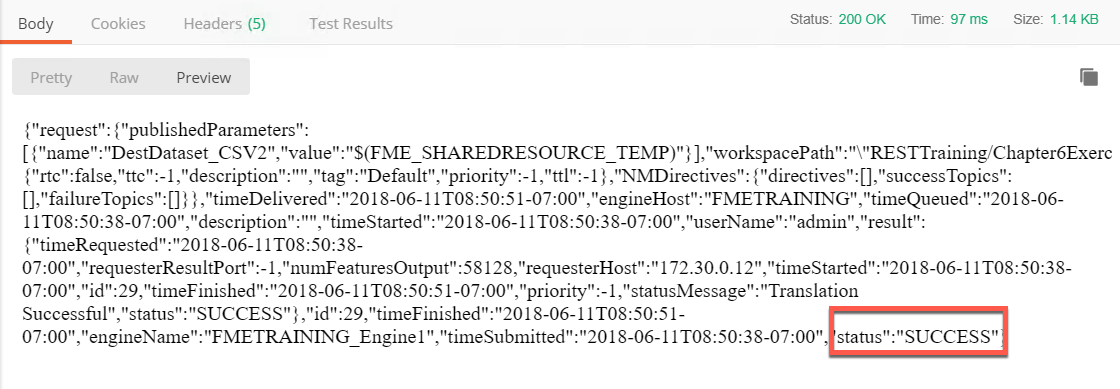 Body Cookies Headers (5) Test Results Status: 200 OK Time: 97 ms Size: 1.14 KB
Pretty Raw Preview
{"request":{"publishedParameters":
[{"name":"DestDataset_CSV2","value":"$(FME_SHAREDRESOURCE_TEMP)"}],"workspacePath":"\"RESTTraining/Chapter6Exerc
{"rtc":false,"ttc":-1,"description":"","tag":"Default","priority":-1,"ttl":-1},"NMDirectives":{"directives":[],"successTopics":
[],"failureTopics":[]}},"timeDelivered":"2018-06-11T08:50:51-07:00","engineHost":"FMETRAINING","timeQueued":"2018-06-
11T08:50:38-07:00","description":"","timeStarted":"2018-06-11T08:50:38-07:00","userName":"admin","result":
{"timeRequested":"2018-06-11T08:50:38-
07:00","requesterResultPort":-1,"numFeaturesOutput":58128,"requesterHost":"172.30.0.12","timeStarted":"2018-06-11T08:50:38-
07:00","id":29,"timeFinished":"2018-06-11T08:50:51-07:00","priority":-1,"statusMessage":"Translation
Successful","status":"SUCCESS"},"id":29,"timeFinished":"2018-06-11T08:50:51-
07:00","engineName":"FMETRAINING_Engine1","timeSubmitted":"2018-06-11T08:50:38-07:00","status":"SUCCESS"}